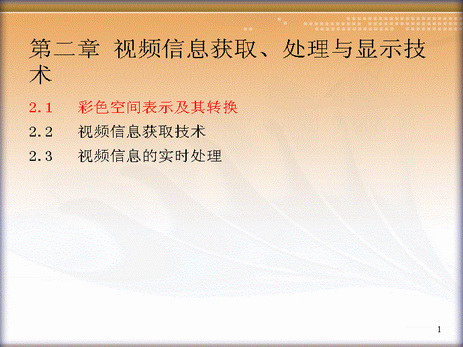 第二章 视频信息获取、处理与显示技
术
2.1 彩色空间表示及其转换
2.2 视频信息获取技术
2.3 视频信息的实时处理
1